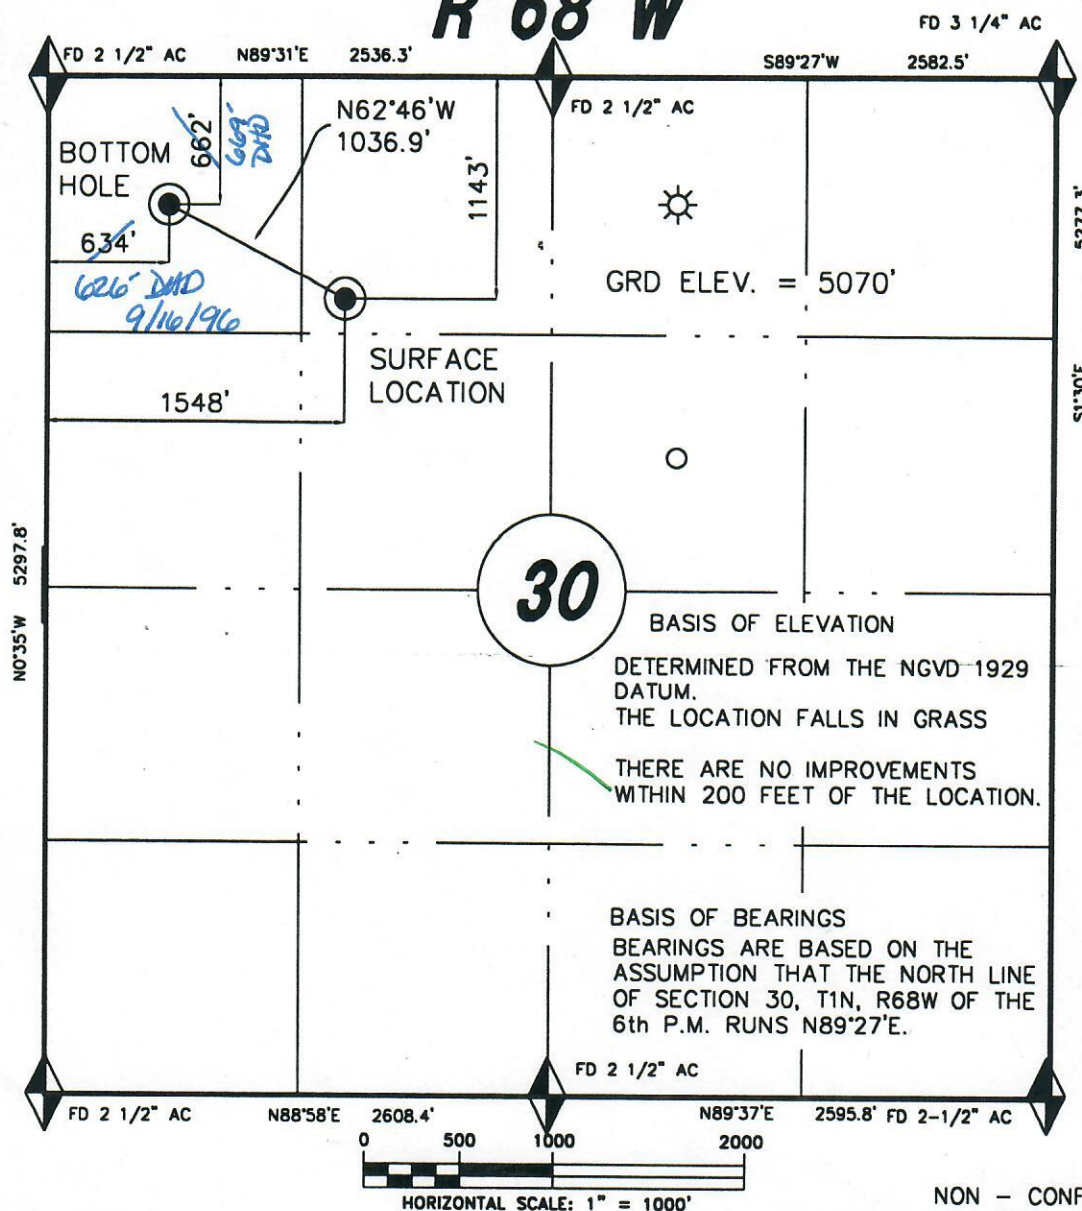 R 68 W
FD 3 1/4" AC
FD 2 1/2" AC
N89°31'E 2536.3'
S89°27'W 2582.5'
FD 2 1/2" AC
N62°46'W
1036.9'
662'
669'
DHD
BOTTOM
HOLE
1143'
634'
626' DHD
9/16/96
GRD ELEV. = 5070'
SURFACE
LOCATION
1548'
S1°30'E
N0°35'W 5297.8'
30
BASIS OF ELEVATION
DETERMINED FROM THE NGVD 1929
DATUM.
THE LOCATION FALLS IN GRASS
THERE ARE NO IMPROVEMENTS
WITHIN 200 FEET OF THE LOCATION.
BASIS OF BEARINGS
BEARINGS ARE BASED ON THE
ASSUMPTION THAT THE NORTH LINE
OF SECTION 30, T1N, R68W OF THE
6th P.M. RUNS N89°27'E.
FD 2 1/2" AC
FD 2 1/2" AC
N88°58'E 2608.4'
N89°37'E 2595.8' FD 2-1/2" AC
0 500 1000 2000
HORIZONTAL SCALE: 1" = 1000'
NON - CONF